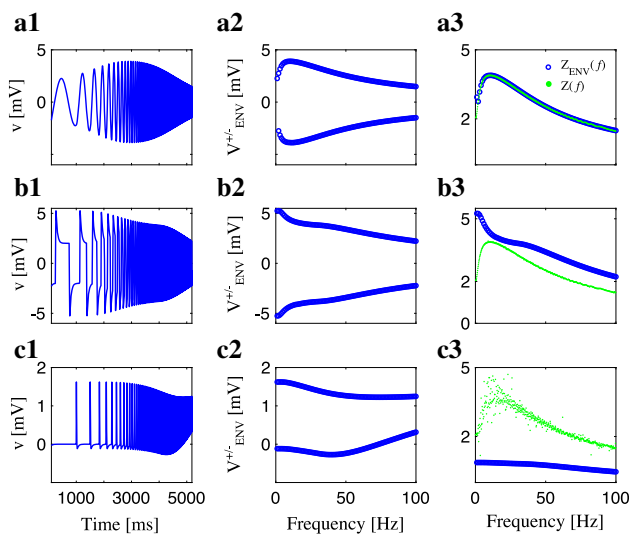 a1 a2 a3
5
0
v [mV]
5
0
V+/-ENV [mV]
5
2
ZENV(f)
Z(f)
b1 b2 b3
5
0
-5
v [mV]
5
0
-5
V+/-ENV [mV]
5
2
0
0 50 100
c1 c2 c3
2
1
0
v [mV]
1000 3000 5000
Time [ms]
2
1
0
V+/-ENV [mV]
0 50 100
Frequency [Hz]
5
2
0 50 100
Frequency [Hz]